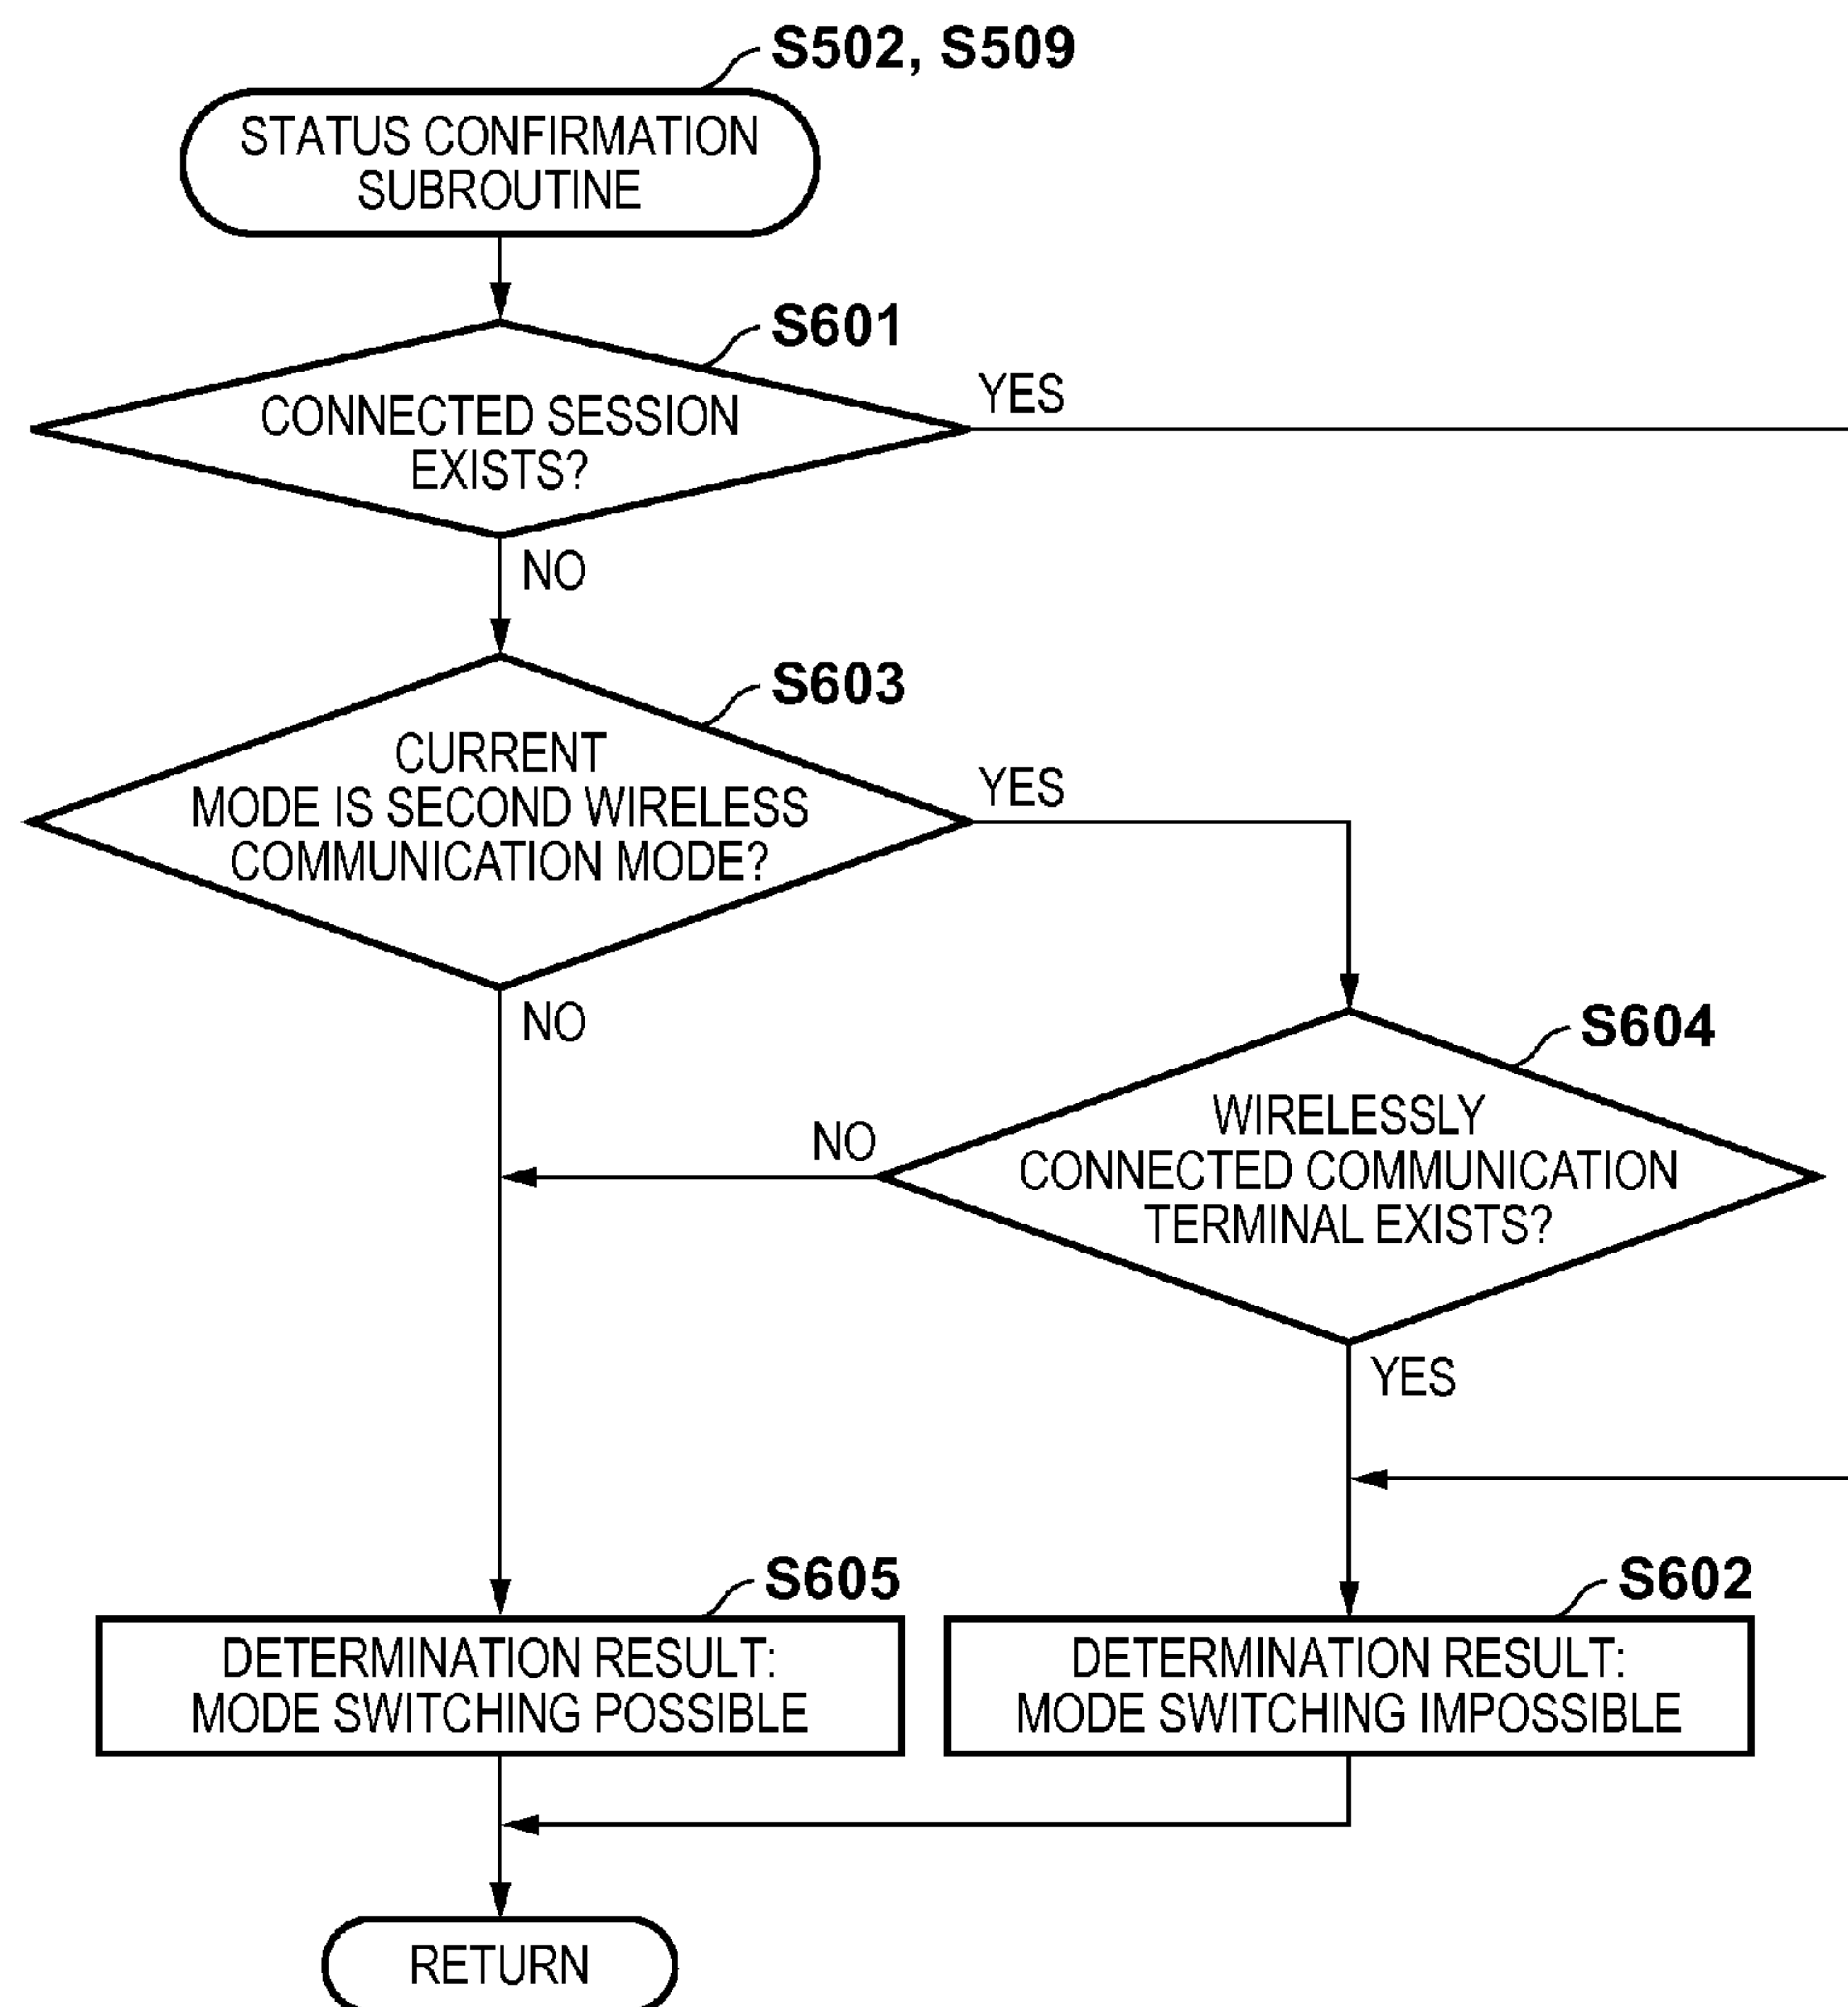 S502, S509
STATUS CONFIRMATION
SUBROUTINE
S601
CONNECTED SESSION
EXISTS?
YES
NO
S603
CURRENT
MODE IS SECOND WIRELESS
COMMUNICATION MODE?
YES
NO
S604
WIRELESSLY
CONNECTED COMMUNICATION
TERMINAL EXISTS?
NO
YES
S605
DETERMINATION RESULT:
MODE SWITCHING POSSIBLE
S602
DETERMINATION RESULT:
MODE SWITCHING IMPOSSIBLE
RETURN